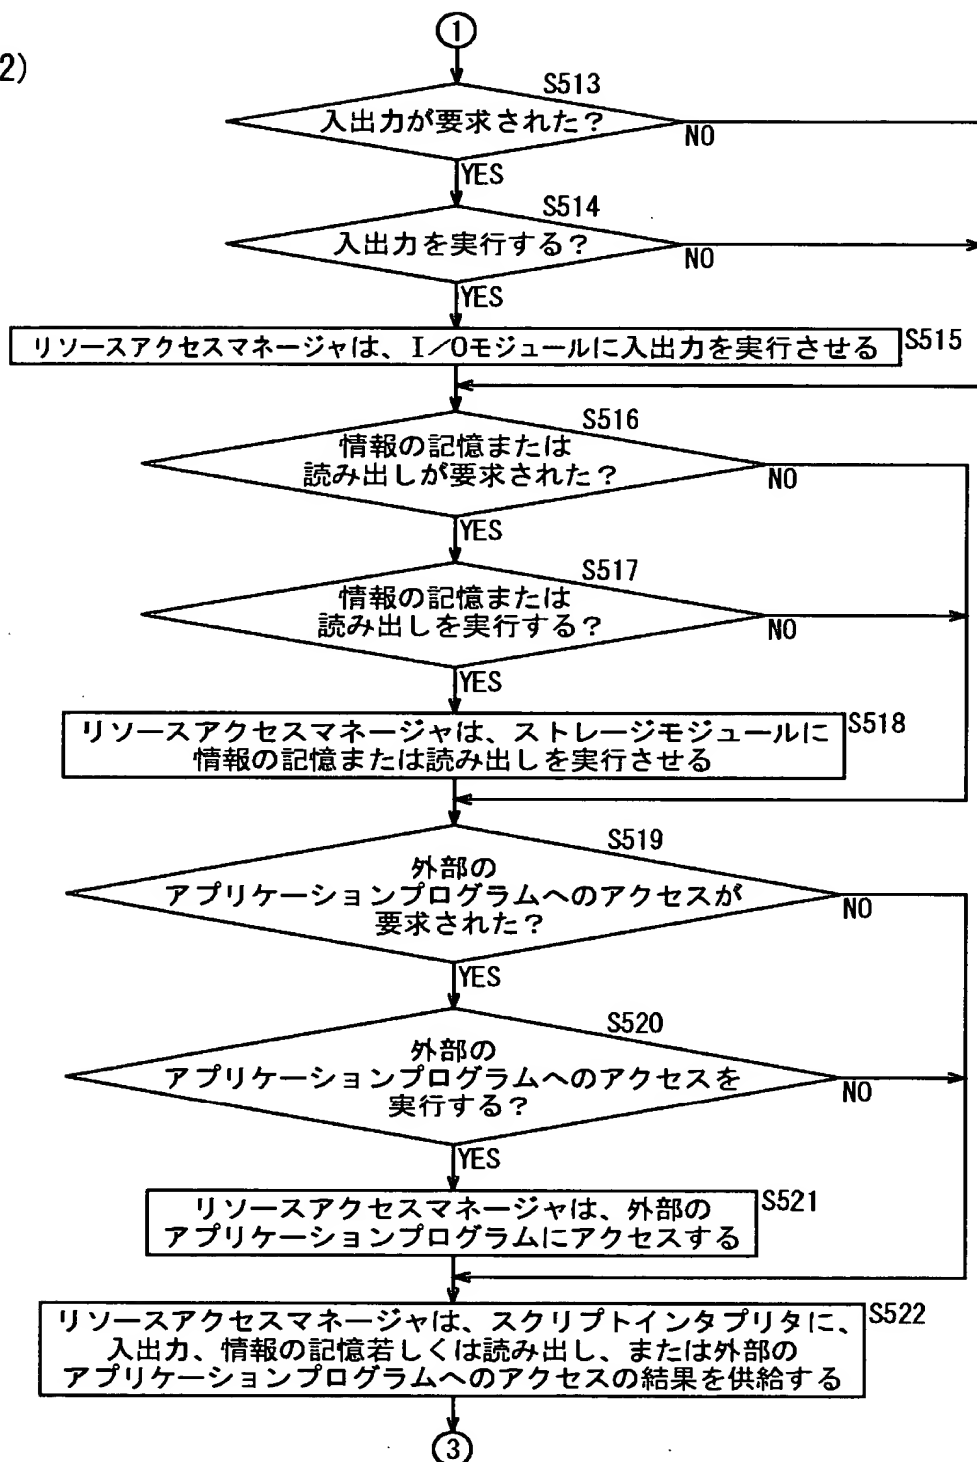 1
2)
S513
入出力が要求された?
NO
YES
S514
入出力を実行する?
NO
YES
リソースアクセスマネージャは、I/Oモジュールに入出力を実行させる
S515
S516
情報の記憶または
読み出しが要求された?
NO
YES
S517
情報の記憶または
読み出しを実行する?
NO
YES
リソースアクセスマネージャは、ストレージモジュールに
情報の記憶または読み出しを実行させる
S518
S519
外部の
アプリケーションプログラムへのアクセスが
要求された?
NO
YES
S520
外部の
アプリケーションプログラムへのアクセスを
実行する?
NO
YES
リソースアクセスマネージャは、外部の
アプリケーションプログラムにアクセスする
S521
リソースアクセスマネージャは、スクリプトインタプリタに、
入出力、情報の記憶若しくは読み出し、または外部の
アプリケーションプログラムへのアクセスの結果を供給する
S522
3